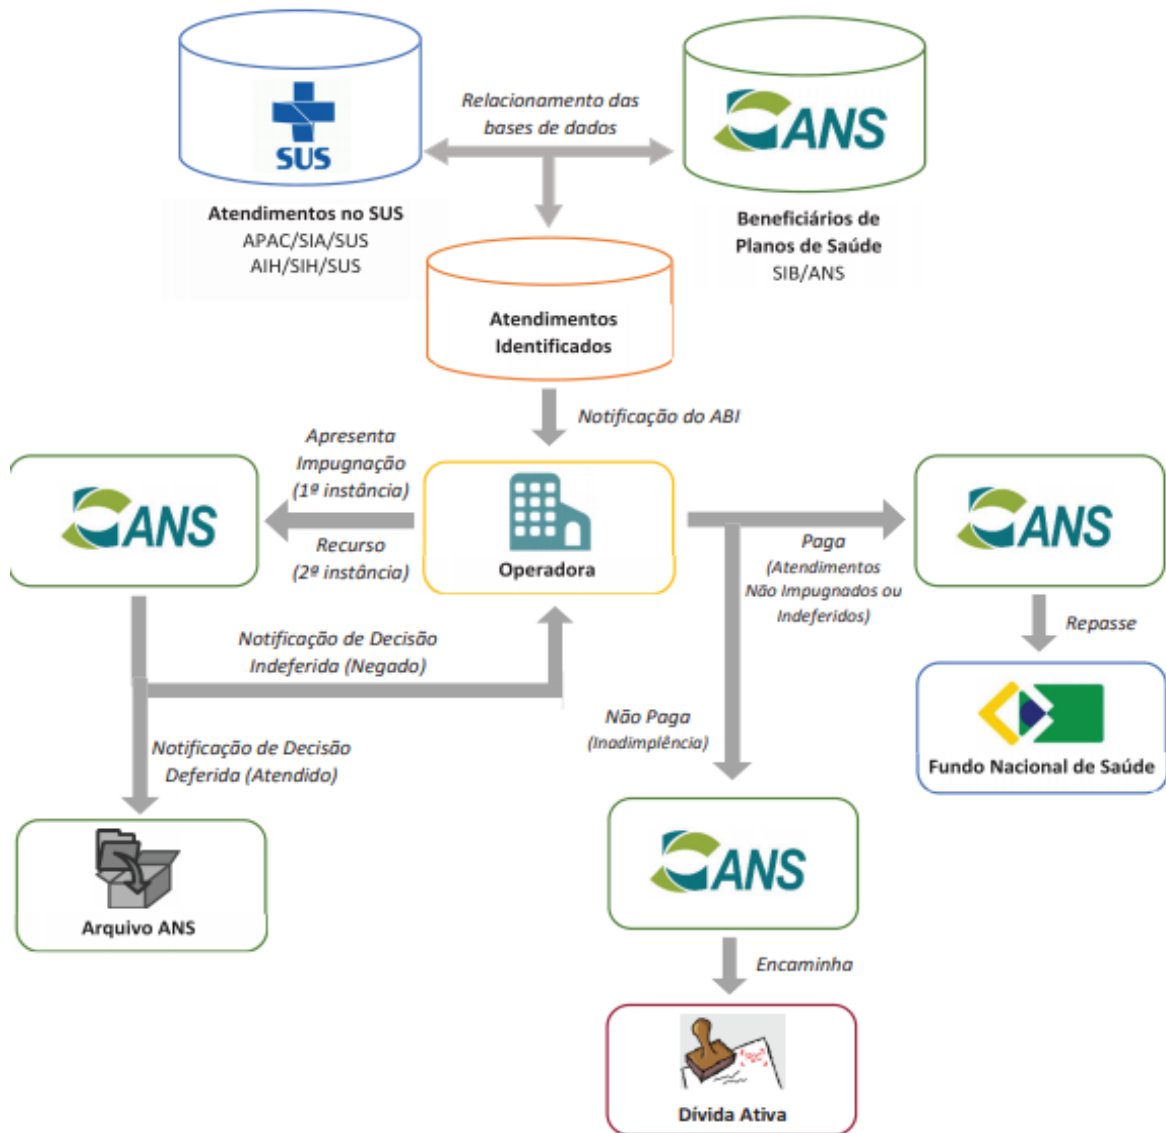 SUS
Relacionamento das
bases de dados
ANS
Atendimentos no SUS
APAC/SIA/SUS
AIH/SIH/SUS
Beneficiários de
Planos de Saúde
SIB/ANS
Atendimentos
Identificados
Notificação do ABI
Apresenta
Impugnação
(1ª instância)
ANS
Recurso
(2ª instância)
Operadora
Paga
(Atendimentos
Não Impugnados ou
Indeferidos)
ANS
Repasse
Notificação de Decisão
Indeferida (Negado)
Não Paga
(Inadimplência)
Fundo Nacional de Saúde
Notificação de Decisão
Deferida (Atendido)
Arquivo ANS
ANS
Encaminha
Dívida Ativa